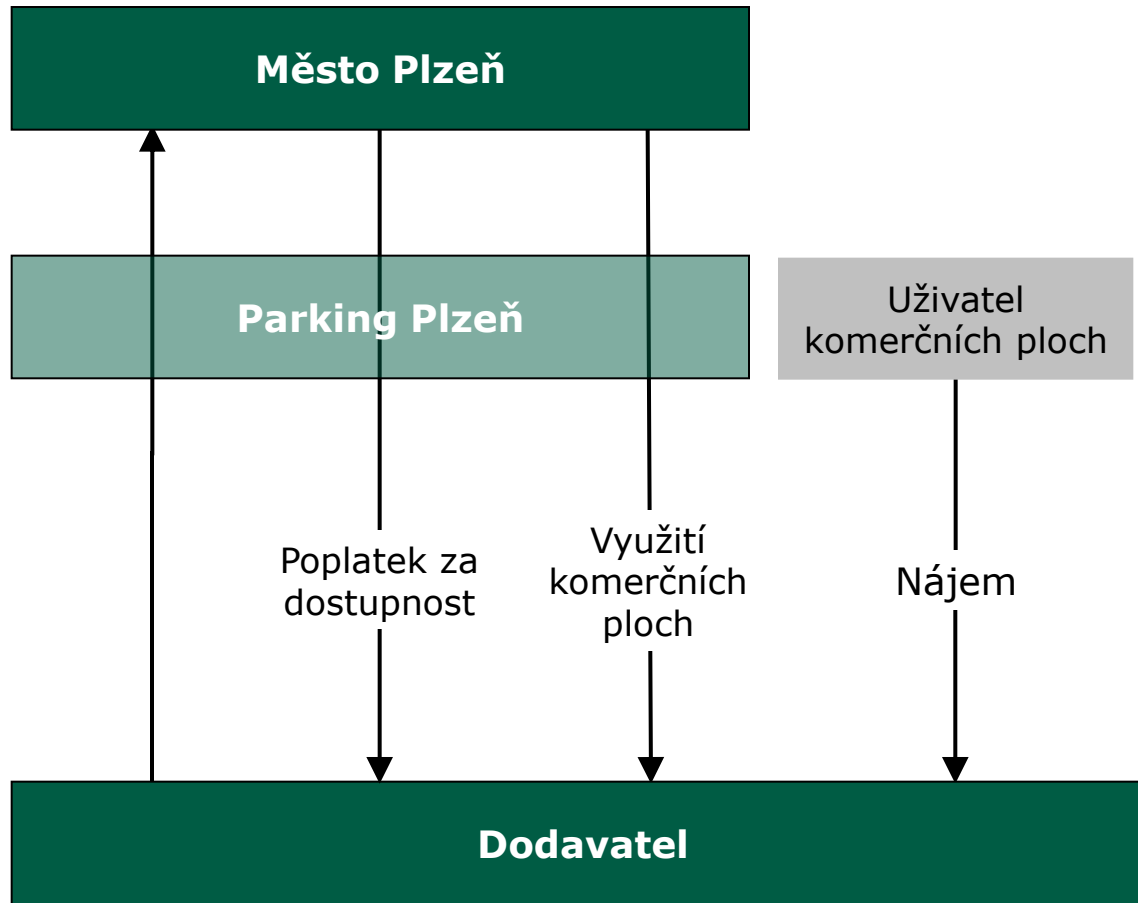 Město Plzeň
Parking Plzeň
Uživatel
komerčních ploch
Poplatek za
dostupnost
Využití
komerčních
ploch
Nájem
Dodavatel